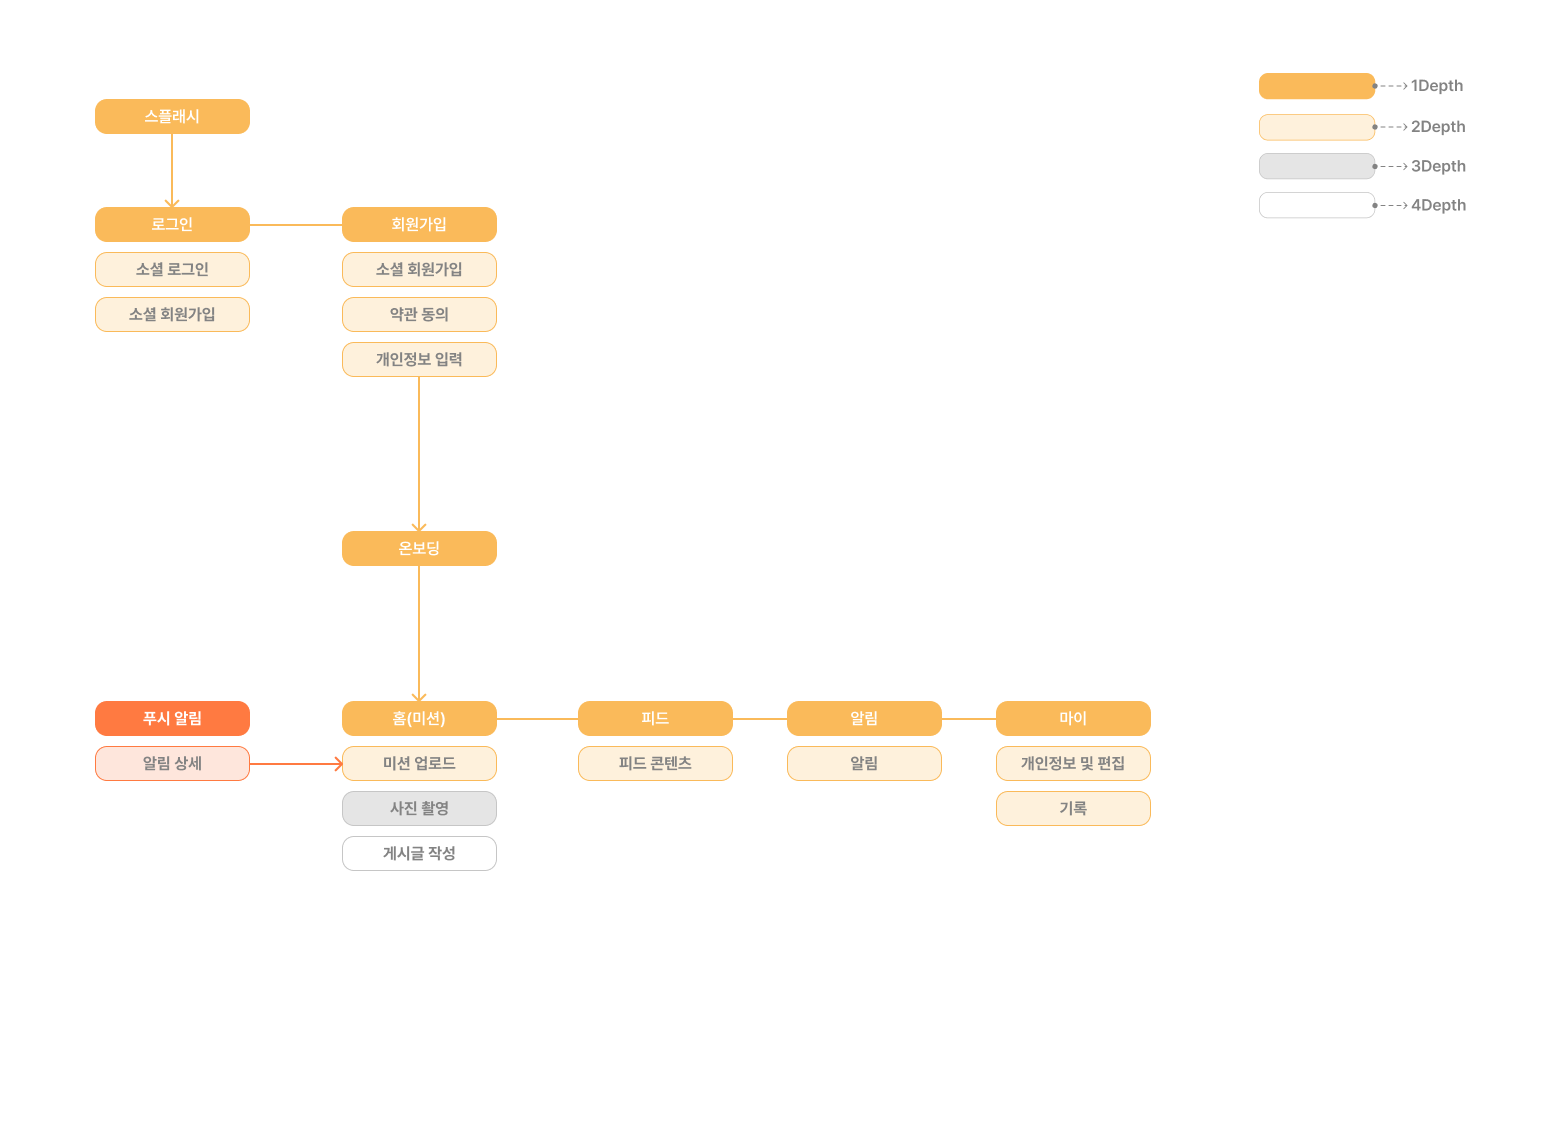 스플래시
로그인
소셜 로그인
소셜 회원가입
회원가입
소셜 회원가입
약관 동의
개인정보 입력
온보딩
푸시 알림
알림 상세
홈(미션)
미션 업로드
사진 촬영
게시글 작성
피드
피드 콘텐츠
알림
알림
마이
개인정보 및 편집
기록
1Depth
2Depth
3Depth
4Depth